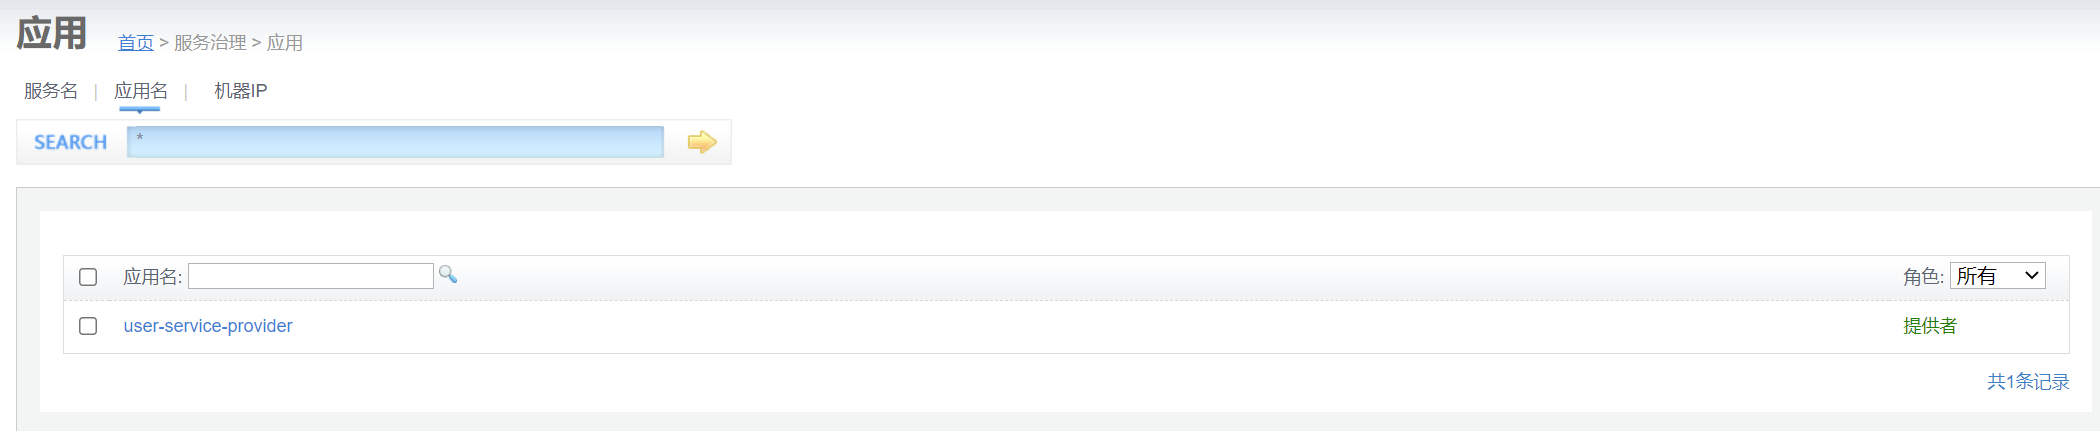 应用 首页 > 服务治理 > 应用
服务名 | 应用名 | 机器IP
SEARCH *
应用名: 角色: 所有
user-service-provider 提供者
共1条记录